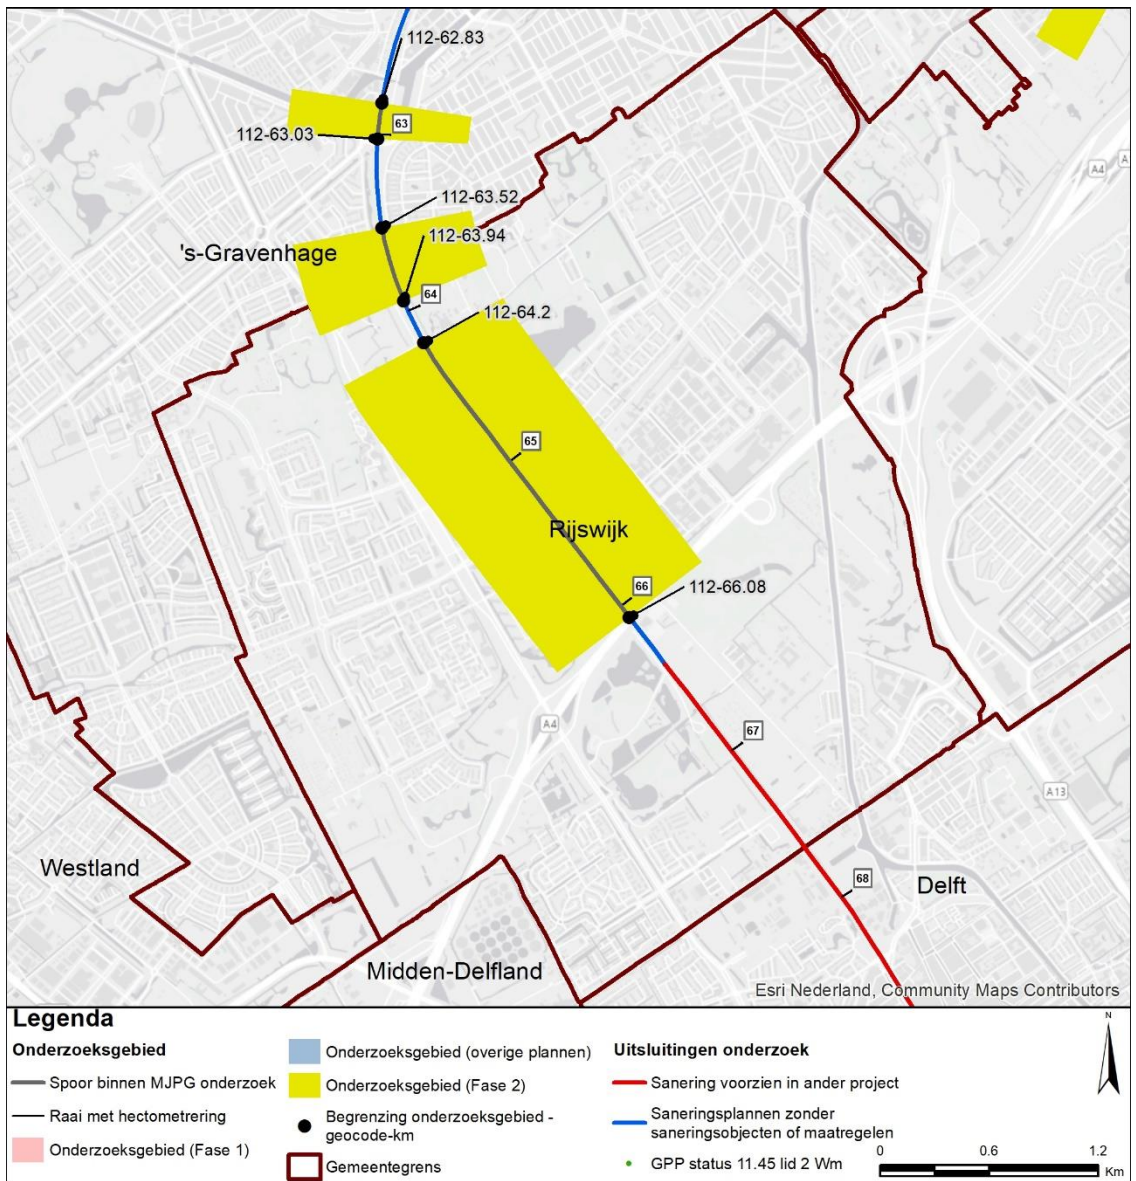 112-62.83
63
112-63.03
A4
A
112-63.52
's-Gravenhage
112-63.94
64
112-64.2
65
Rijswijk
66
112-66.08
A4
67
A13
Westland
68
Delft
Midden-Delfland
Esri Nederland, Community Maps Contributors
Legenda
Onderzoeksgebied
Spoor binnen MJPG onderzoek
Raai met hectometrering
Onderzoeksgebied (Fase 1)
Onderzoeksgebied (overige plannen)
Onderzoeksgebied (Fase 2)
Begrenzing onderzoeksgebied -
geocode-km
Gemeentegrens
Uitsluitingen onderzoek
Sanering voorzien in ander project
Saneringsplannen zonder
saneringsobjecten of maatregelen
GPP status 11.45 lid 2 Wm
N
0 0.6 1.2
Km